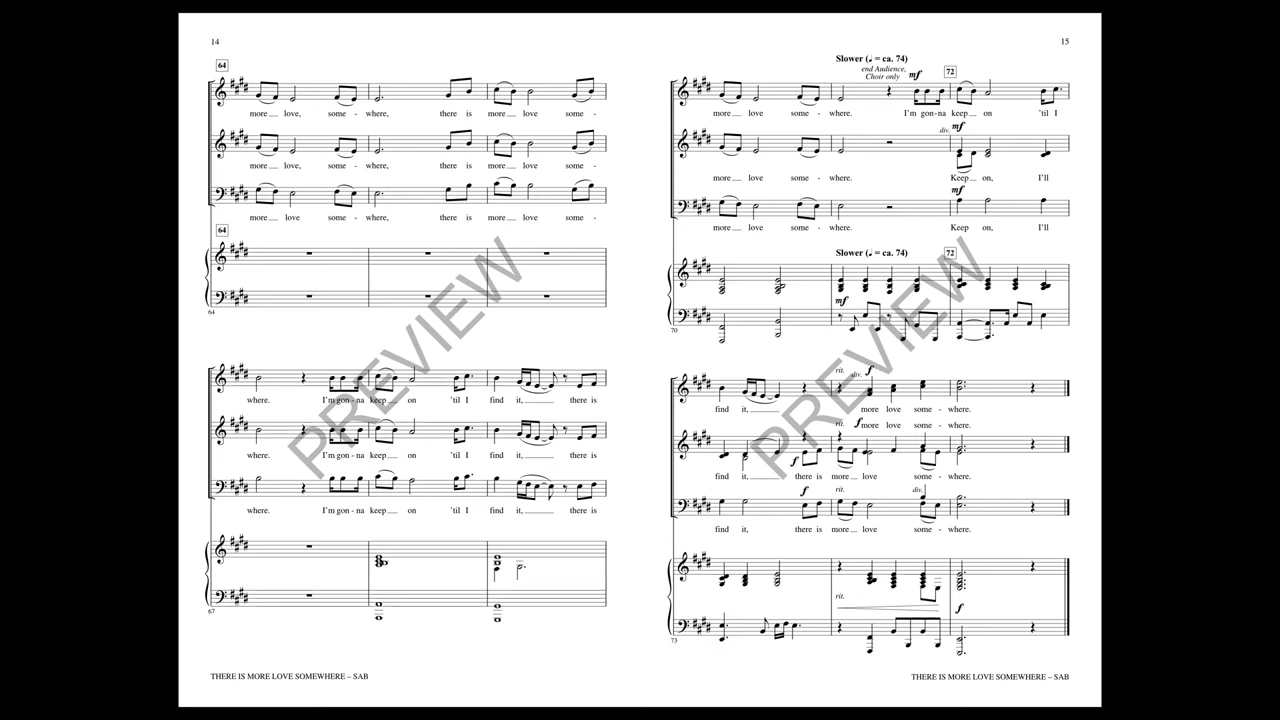 14
64
more love, some - where, there is more love some -
more love, some - where, there is more love some -
more love some - where, there is more love some -
64
64
where. I'm gon - na keep on 'til I find it, there is
where. I'm gon - na keep on 'til I find it, there is
where. I'm gon - na keep on 'til I find it, there is
67
THERE IS MORE LOVE SOMEWHERE – SAB
15
Slower (♩ = ca. 74)
end Audience,
Choir only
mf
72
more love some - where. I'm gon-na keep on 'til I
div. mf
more love some - where. Keep on, I'll
mf
more love some - where. Keep on, I'll
Slower (♩ = ca. 74)
72
mf
70
rit. div. f
find it, more love some - where.
rit. f more love some - where.
f
find it, there is more love some - where.
f rit. div.
find it, there is more love some - where.
rit.
f
73
THERE IS MORE LOVE SOMEWHERE – SAB
PREVIEW
PREVIEW